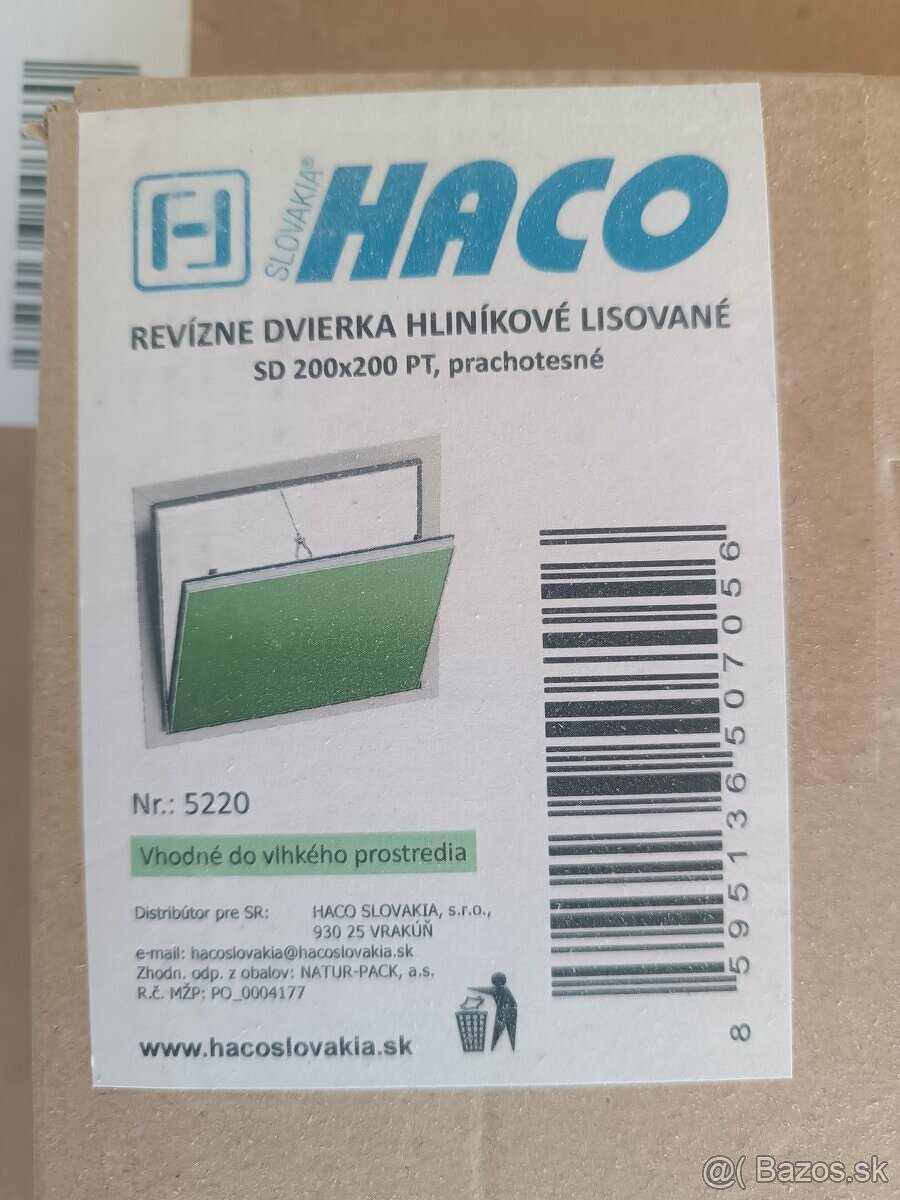 SLOVAKIA® HACO
REVÍZNE DVIERKA HLINÍKOVÉ LISOVANÉ
SD 200x200 PT, prachotesné
Nr.: 5220
Vhodné do vlhkého prostredia
Distribútor pre SR: HACO SLOVAKIA, s.r.o.,
930 25 VRAKÚŇ
e-mail: hacoslovakia@hacoslovakia.sk
Zhodn. odp. z obalov: NATUR-PACK, a.s.
R.č. MŽP: PO_0004177
www.hacoslovakia.sk
8 595136 507056
@( Bazos.sk